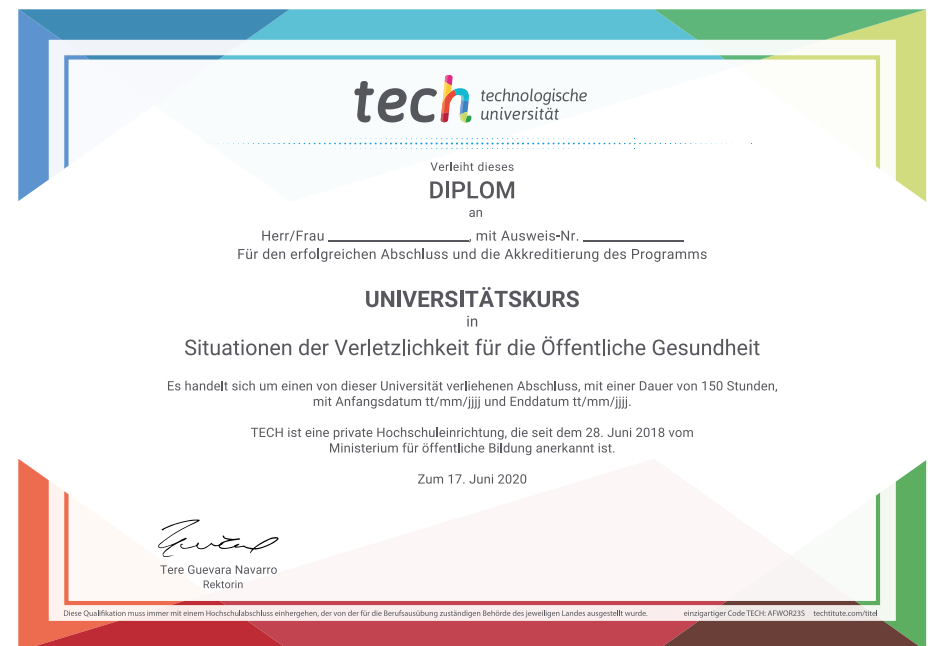 tech technologische
universität
Verleiht dieses
DIPLOM
an
Herr/Frau ____________________, mit Ausweis-Nr. ______________
Für den erfolgreichen Abschluss und die Akkreditierung des Programms
UNIVERSITÄTSKURS
in
Situationen der Verletzlichkeit für die Öffentliche Gesundheit
Es handelt sich um einen von dieser Universität verliehenen Abschluss, mit einer Dauer von 150 Stunden,
mit Anfangsdatum tt/mm/jjjj und Enddatum tt/mm/jjjj.
TECH ist eine private Hochschuleinrichtung, die seit dem 28. Juni 2018 vom
Ministerium für öffentliche Bildung anerkannt ist.
Zum 17. Juni 2020
Tere Guevara Navarro
Rektorin
Diese Qualifikation muss immer mit einem Hochschulabschluss einhergehen, der von der für die Berufsausübung zuständigen Behörde des jeweiligen Landes ausgestellt wurde. einzigartiger Code TECH: AFWOR23S techtitute.com/titel